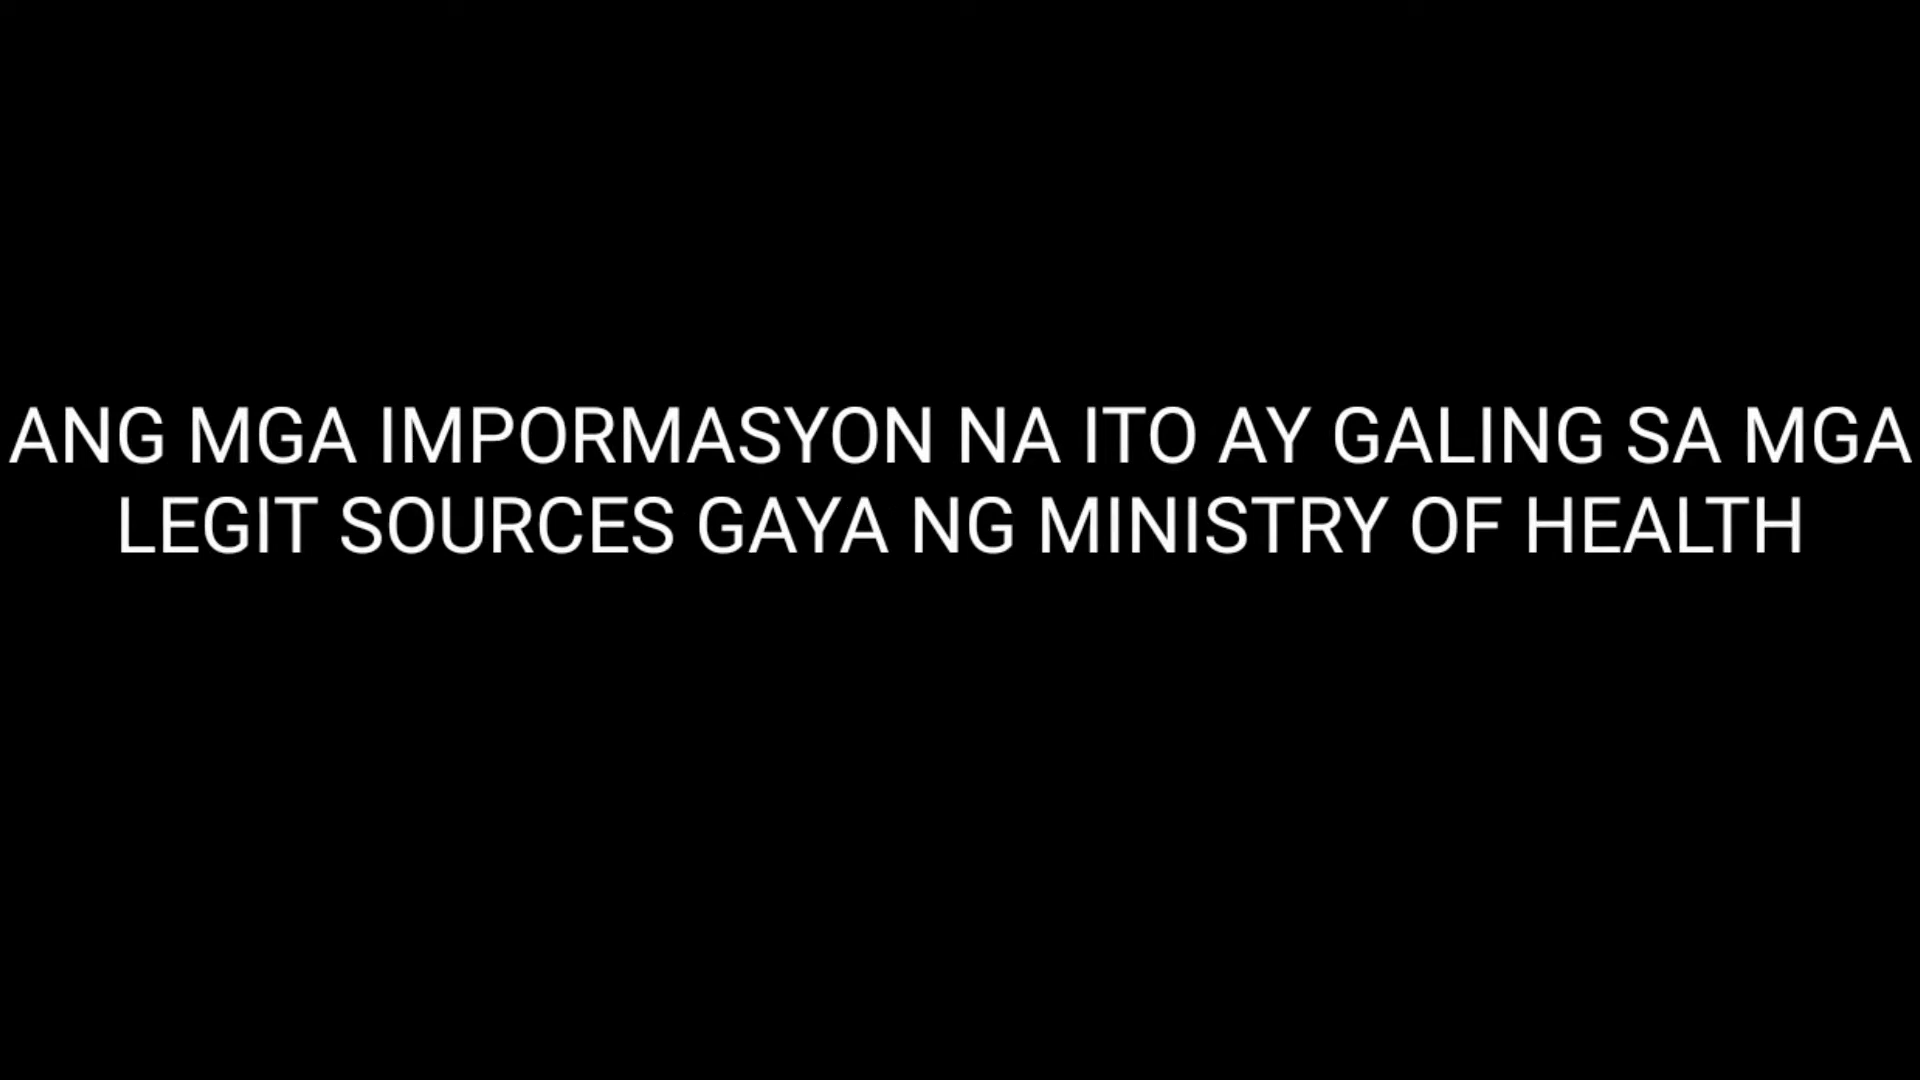 ANG MGA IMPORMASYON NA ITO AY GALING SA MGA
LEGIT SOURCES GAYA NG MINISTRY OF HEALTH